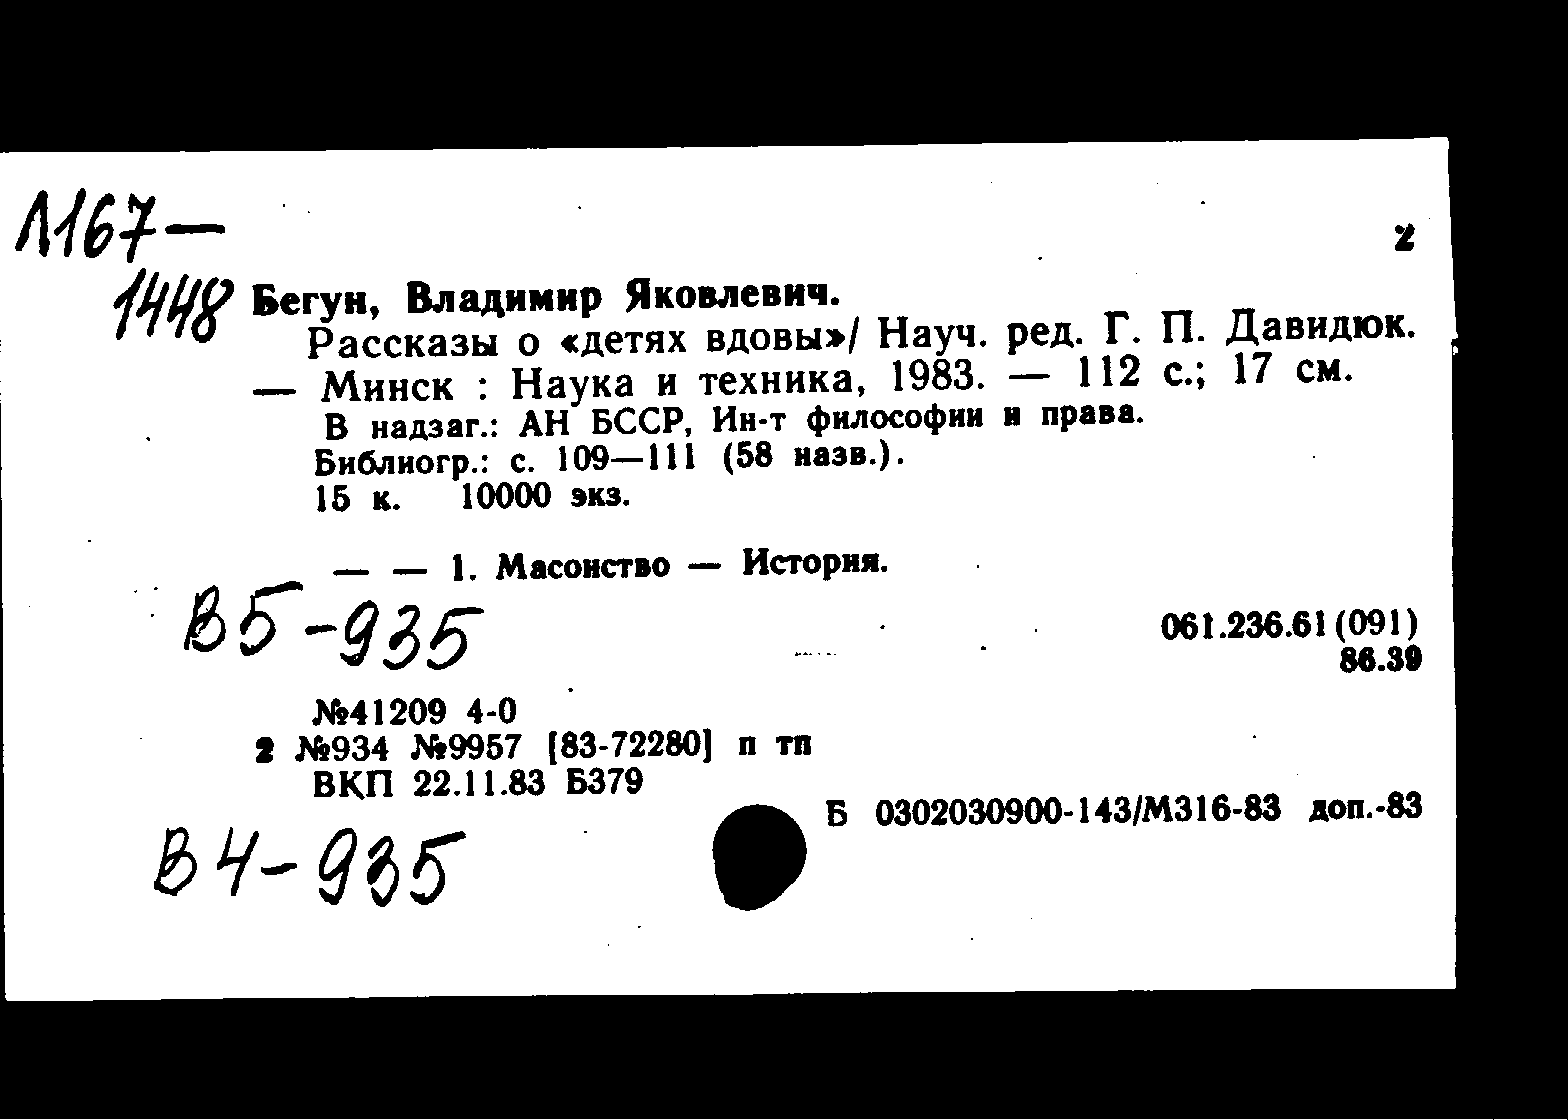 Л167—
2
1448
Бегун, Владимир Яковлевич.
Рассказы о «детях вдовы»/ Науч. ред. Г. П. Давидюк.
— Минск : Наука и техника, 1983. — 112 с.; 17 см.
В надзаг.: АН БССР, Ин-т философии и права.
Библиогр.: с. 109—111 (58 назв.).
15 к. 10000 экз.
— — 1. Масонство — История.
В5-935
061.236.61(091)
86.39
№41209 4-0
2 №934 №9957 [83-72280] п тп
ВКП 22.11.83 Б379
Б 0302030900-143/М316-83 доп.-83
В4-935